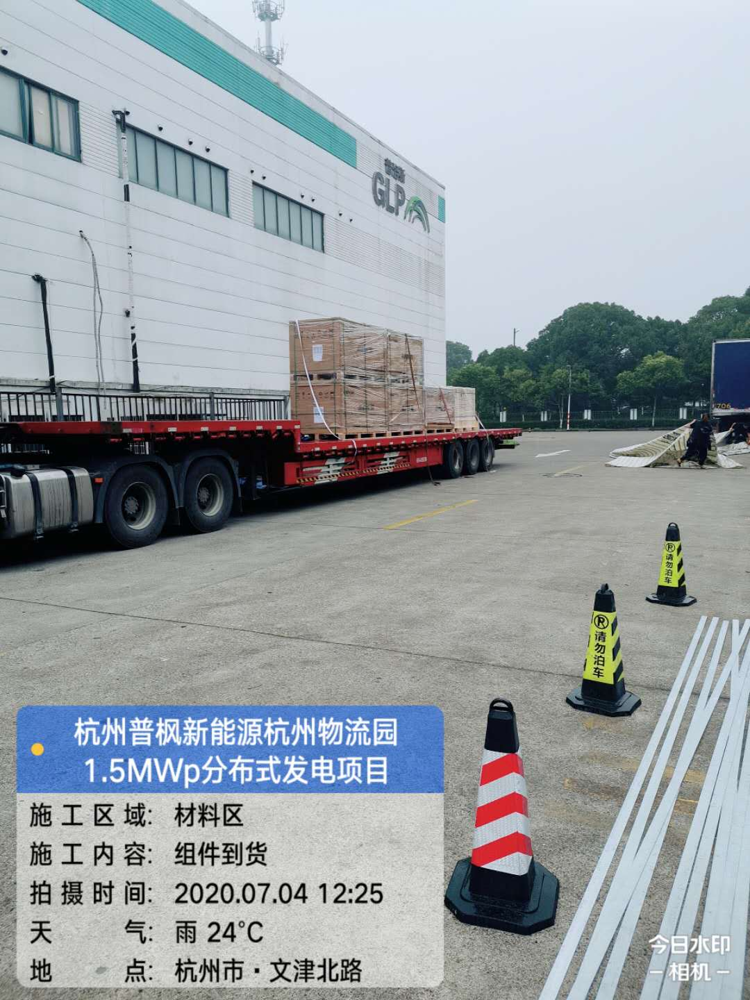 普洛斯
GLP
706
请勿泊车
请勿泊车
杭州普枫新能源杭州物流园
1.5MWp分布式发电项目
施工区域: 材料区
施工内容: 组件到货
拍摄时间: 2020.07.04 12:25
天气: 雨 24℃
地点: 杭州市·文津北路
今日水印
相机